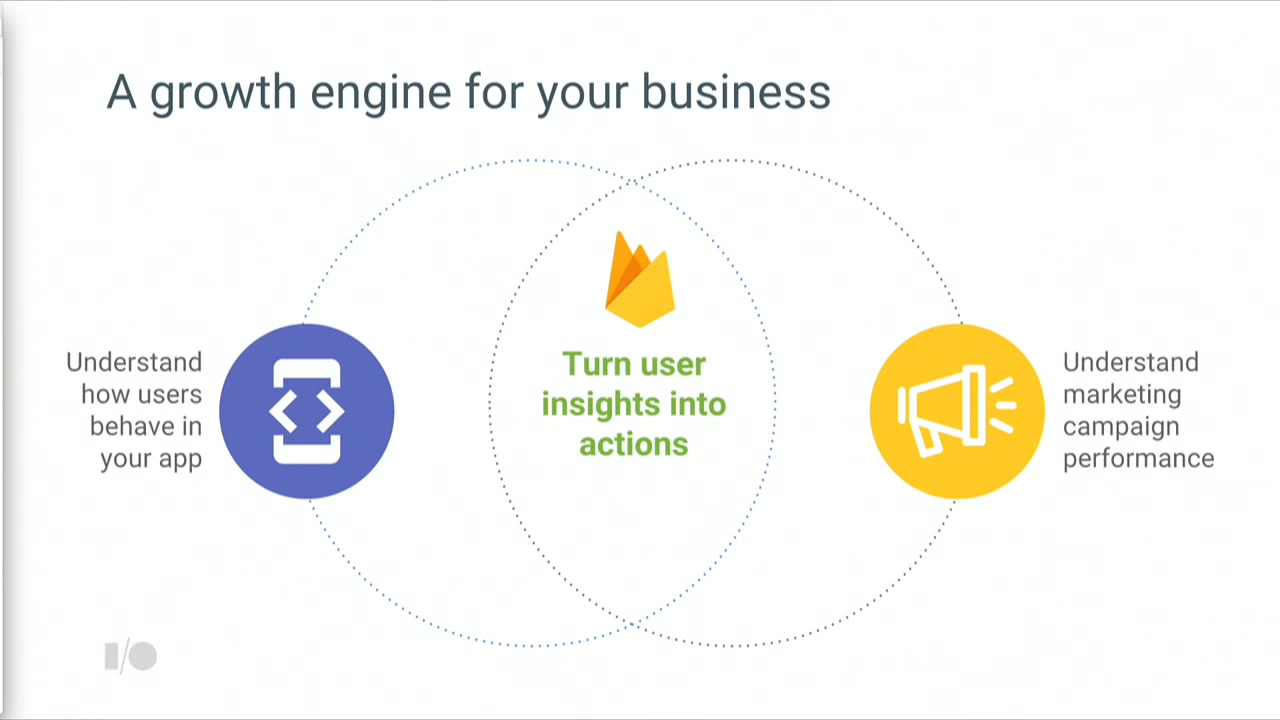 A growth engine for your business
Understand
how users
behave in
your app
Turn user
insights into
actions
Understand
marketing
campaign
performance
I/O